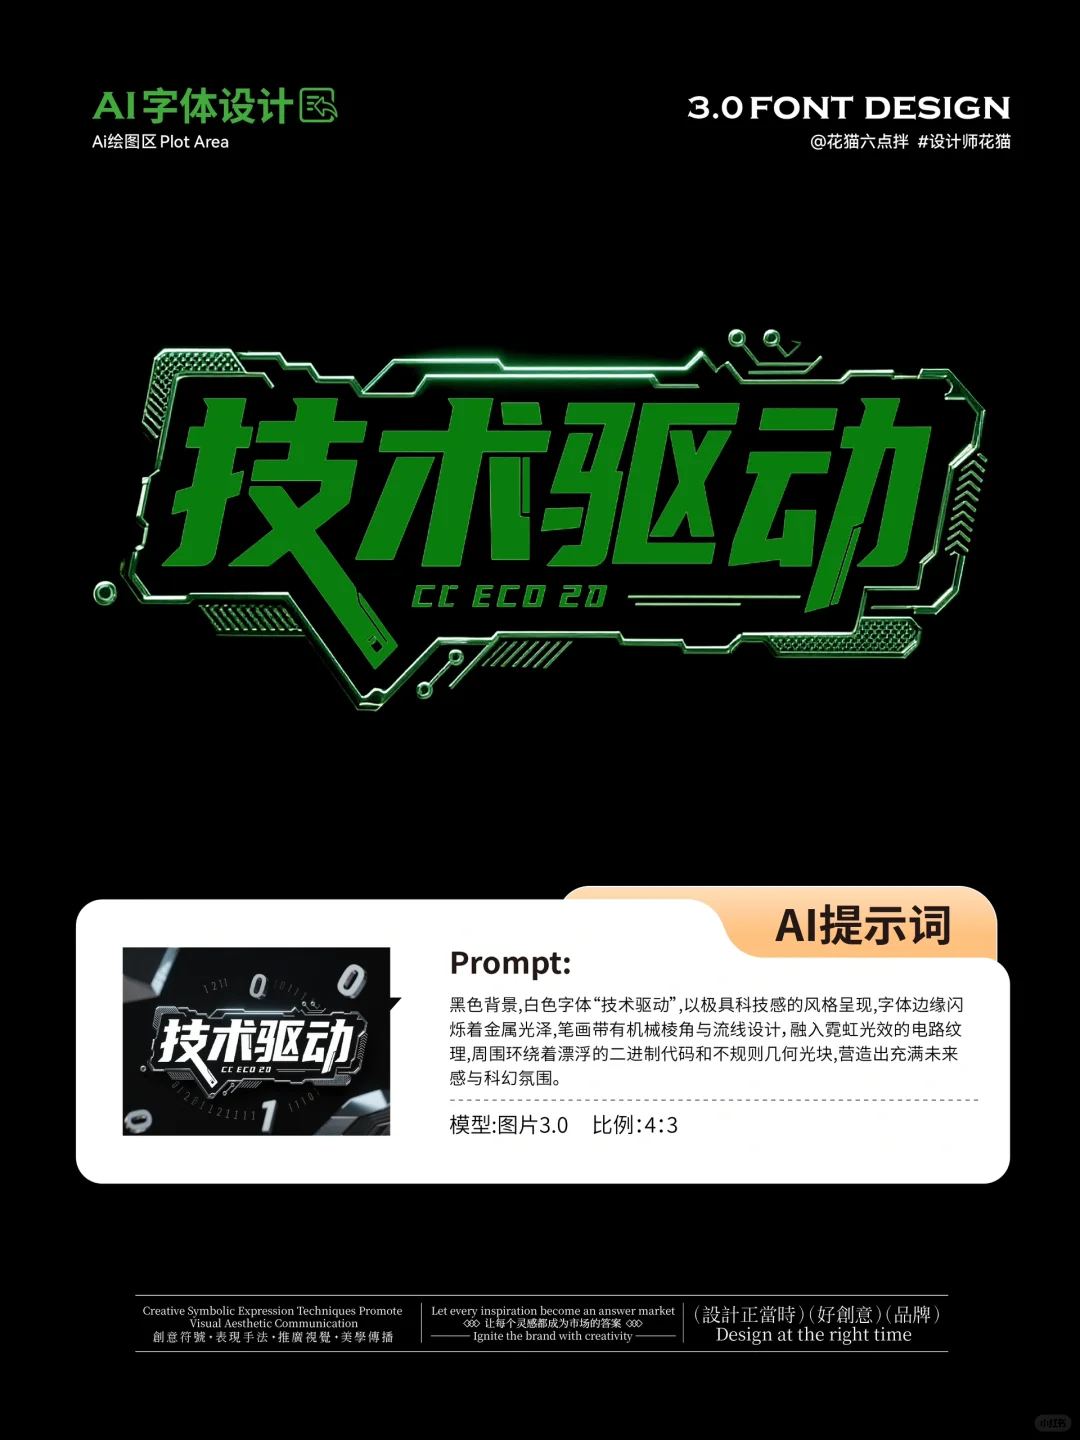 AI字体设计
Ai绘图区 Plot Area
3.0 FONT DESIGN
@花猫六点拌 #设计师花猫
技术驱动
CC ECO 20
AI提示词
Prompt:
黑色背景,白色字体“技术驱动”,以极具科技感的风格呈现,字体边缘闪
烁着金属光泽,笔画带有机械棱角与流线设计，融入霓虹光效的电路纹
理,周围环绕着漂浮的二进制代码和不规则几何光块,营造出充满未来
感与科幻氛围。
模型:图片3.0 比例:4:3
1211
0
0
技术驱动
CC ECO 20
0
1
Creative Symbolic Expression Techniques Promote
Visual Aesthetic Communication
創意符號·表現手法·推廣視覺·美學傳播
Let every inspiration become an answer market
让每个灵感都成为市场的答案
Ignite the brand with creativity
（設計正當時）（好創意）（品牌）
Design at the right time
小红书